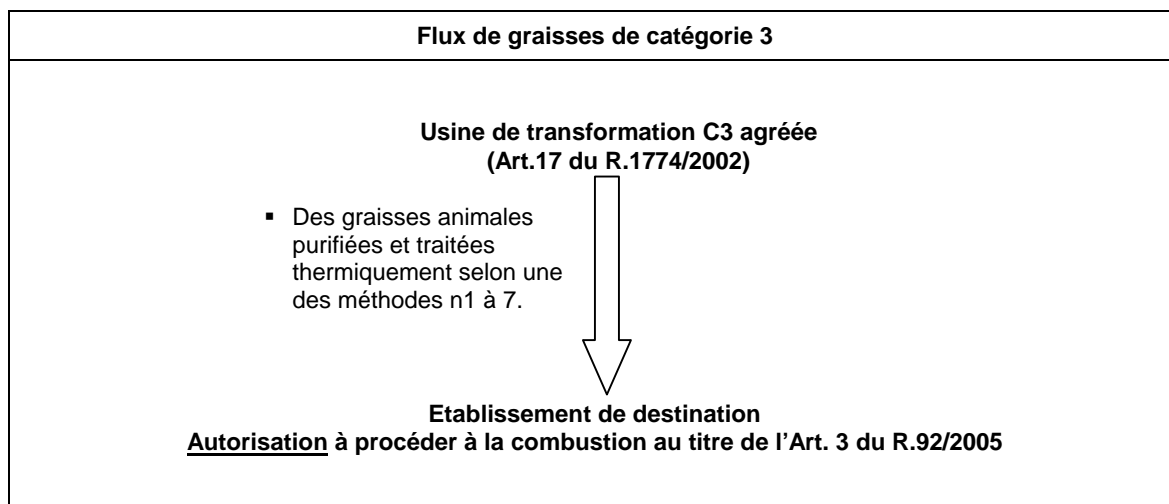 Flux de graisses de catégorie 3
Usine de transformation C3 agréée
(Art.17 du R.1774/2002)
▪ Des graisses animales
purifiées et traitées
thermiquement selon une
des méthodes n1 à 7.
Etablissement de destination
Autorisation à procéder à la combustion au titre de l’Art. 3 du R.92/2005